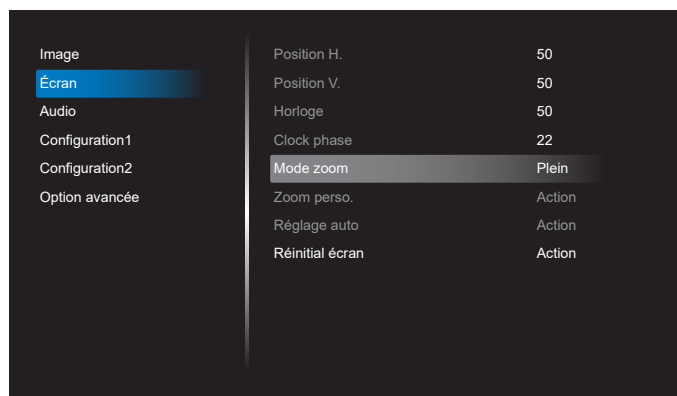 Image
Écran
Audio
Configuration1
Configuration2
Option avancée
Position H. 50
Position V. 50
Horloge 50
Clock phase 22
Mode zoom Plein
Zoom perso. Action
Réglage auto Action
Réinitial écran Action